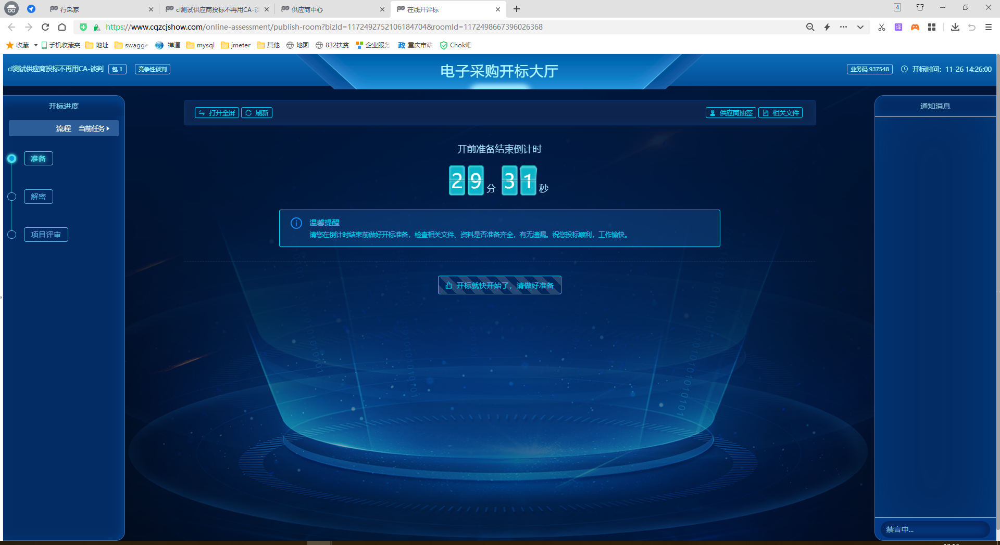 行采家
cl测试供应商投标不再用CA-谈
供应商中心
在线开评标
4
https://www.cqzcjshow.com/online-assessment/publish-room?bizId=1172492752106184704&roomId=1172498667396026368
译
收藏
手机收藏夹
地址
swagge
禅道
mysql
jmeter
其他
地图
832扶贫
企业服务
政 重庆市政
Chok吧
cl测试供应商投标不再用CA-谈判
包 1
竞争性谈判
电子采购开标大厅
业务码 937548
开标时间：11-26 14:26:00
开标进度
流程 当前任务
准备
解密
项目评审
打开全屏
刷新
供应商抽签
相关文件
开前准备结束倒计时
29 分 31 秒
温馨提醒
请您在倒计时结束前做好开标准备，检查相关文件、资料是否准备齐全，有无遗漏。祝您投标顺利，工作愉快。
开标就快开始了，请做好准备
通知消息
禁言中...